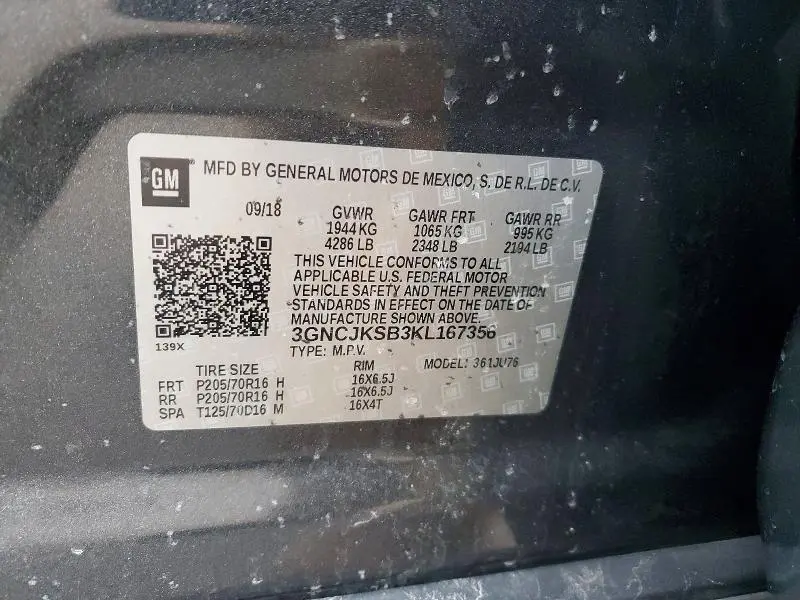 GM MFD BY GENERAL MOTORS DE MEXICO, S. DE R.L. DE C.V.
09/18 GVWR GAWR FRT GAWR RR
1944 KG 1065 KG 995 KG
4286 LB 2348 LB 2194 LB
THIS VEHICLE CONFORMS TO ALL
APPLICABLE U.S. FEDERAL MOTOR
VEHICLE SAFETY AND THEFT PREVENTION
STANDARDS IN EFFECT ON THE DATE OF
MANUFACTURE SHOWN ABOVE.
3GNCJKSB3KL167356
139X TYPE: M.P.V.
TIRE SIZE RIM MODEL: 361JU76
FRT P205/70R16 H 16X6.5J
RR P205/70R16 H 16X6.5J
SPA T125/70D16 M 16X4T